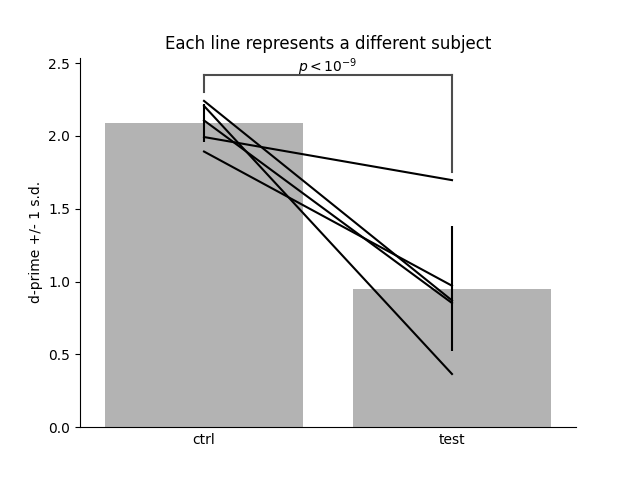 Each line represents a different subject
p < 10⁻⁹
d-prime +/- 1 s.d.
2.5
2.0
1.5
1.0
0.5
0.0
ctrl test